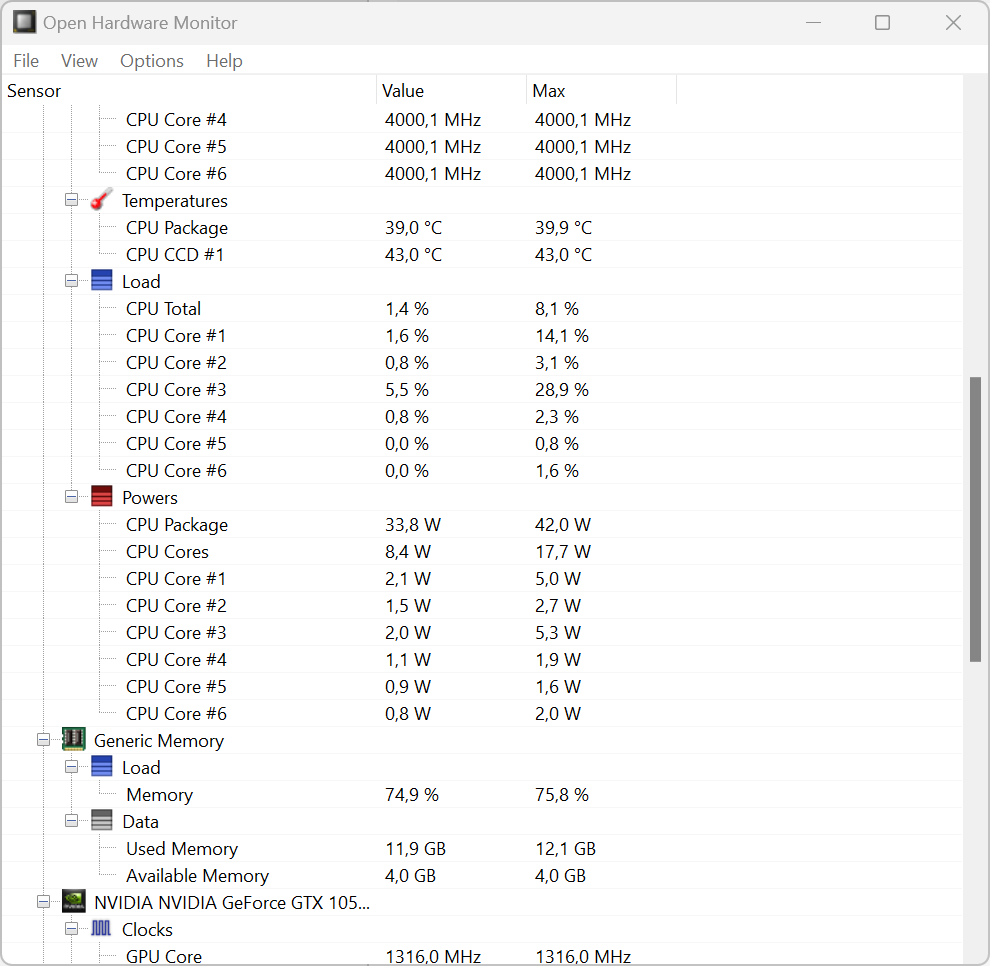 Open Hardware Monitor
File View Options Help
Sensor Value Max
CPU Core #4 4000,1 MHz 4000,1 MHz
CPU Core #5 4000,1 MHz 4000,1 MHz
CPU Core #6 4000,1 MHz 4000,1 MHz
Temperatures
CPU Package 39,0 °C 39,9 °C
CPU CCD #1 43,0 °C 43,0 °C
Load
CPU Total 1,4 % 8,1 %
CPU Core #1 1,6 % 14,1 %
CPU Core #2 0,8 % 3,1 %
CPU Core #3 5,5 % 28,9 %
CPU Core #4 0,8 % 2,3 %
CPU Core #5 0,0 % 0,8 %
CPU Core #6 0,0 % 1,6 %
Powers
CPU Package 33,8 W 42,0 W
CPU Cores 8,4 W 17,7 W
CPU Core #1 2,1 W 5,0 W
CPU Core #2 1,5 W 2,7 W
CPU Core #3 2,0 W 5,3 W
CPU Core #4 1,1 W 1,9 W
CPU Core #5 0,9 W 1,6 W
CPU Core #6 0,8 W 2,0 W
Generic Memory
Load
Memory 74,9 % 75,8 %
Data
Used Memory 11,9 GB 12,1 GB
Available Memory 4,0 GB 4,0 GB
NVIDIA NVIDIA GeForce GTX 105...
Clocks
GPU Core 1316,0 MHz 1316,0 MHz